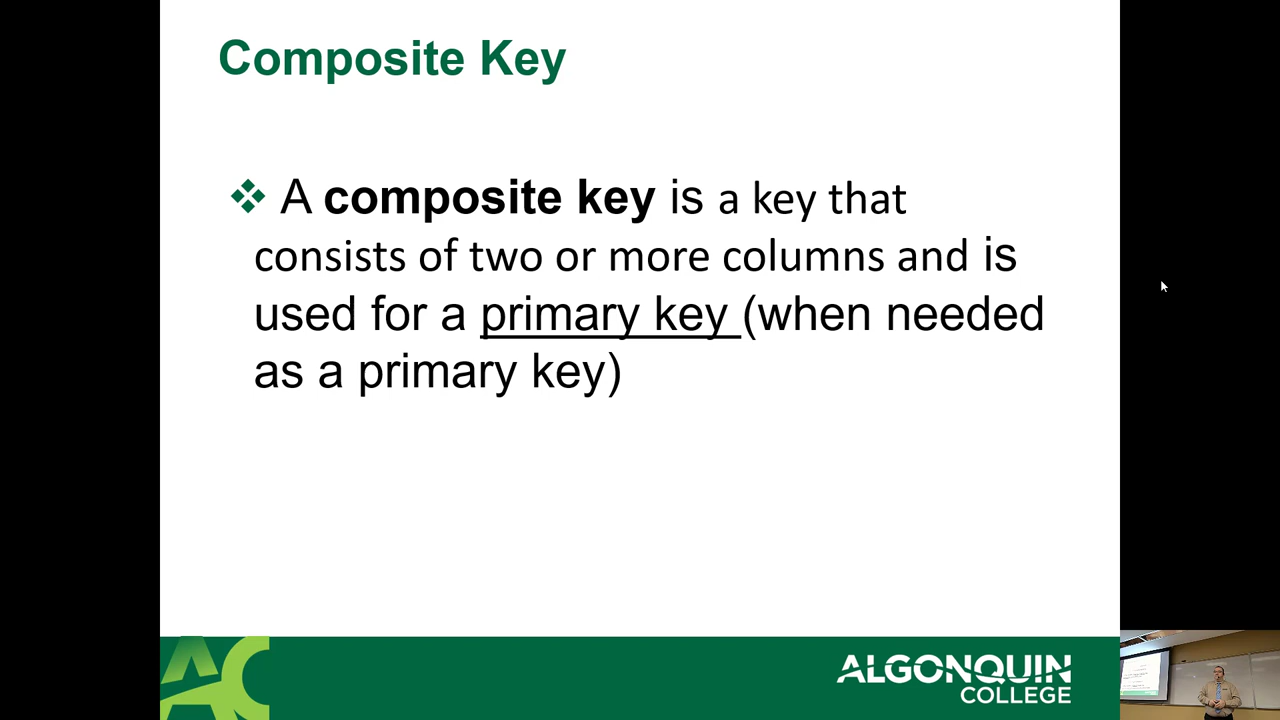 Composite Key
❖ A composite key is a key that
consists of two or more columns and is
used for a primary key (when needed
as a primary key)
AC
ALGONQUIN
COLLEGE